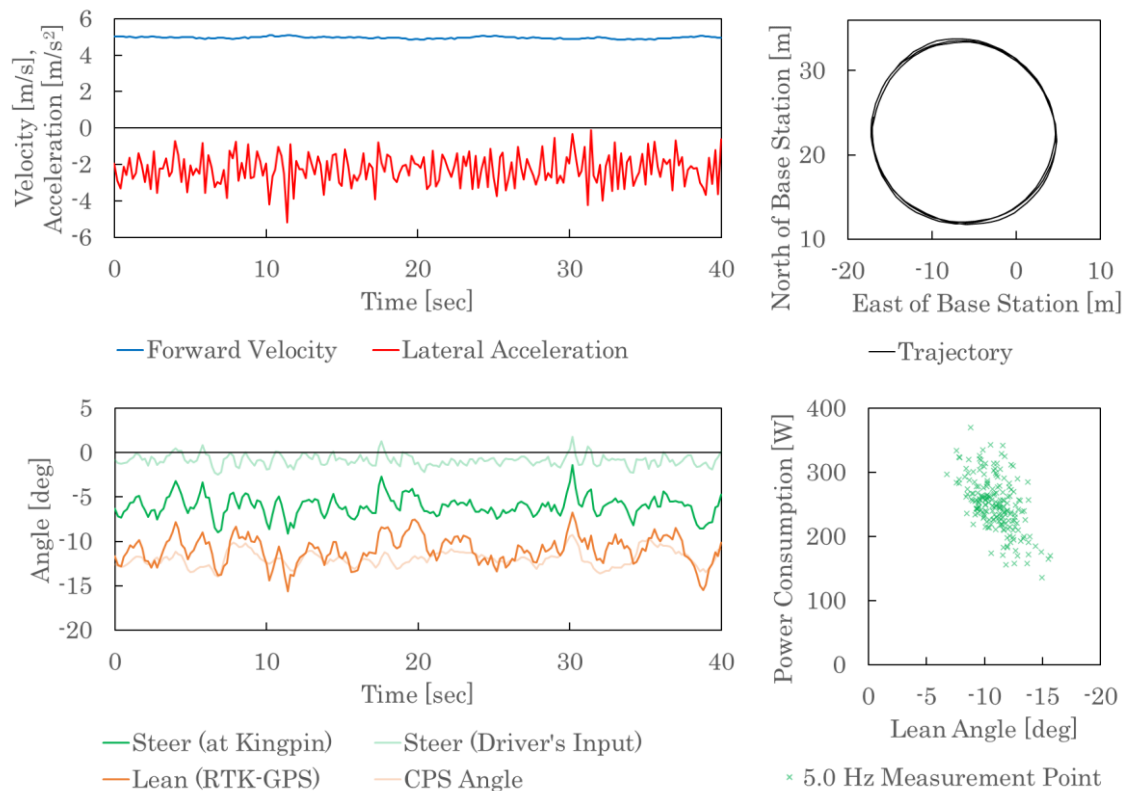 Velocity [m/s],
Acceleration [m/s²]
6
4
2
0
-2
-4
-6
0
10
20
30
40
Time [sec]
Forward Velocity
Lateral Acceleration
North of Base Station [m]
30
20
10
-20
-10
0
10
East of Base Station [m]
Trajectory
Angle [deg]
5
0
-5
-10
-15
-20
0
10
20
30
40
Time [sec]
Steer (at Kingpin)
Steer (Driver's Input)
Lean (RTK-GPS)
CPS Angle
Power Consumption [W]
400
300
200
100
0
0
-5
-10
-15
-20
Lean Angle [deg]
5.0 Hz Measurement Point